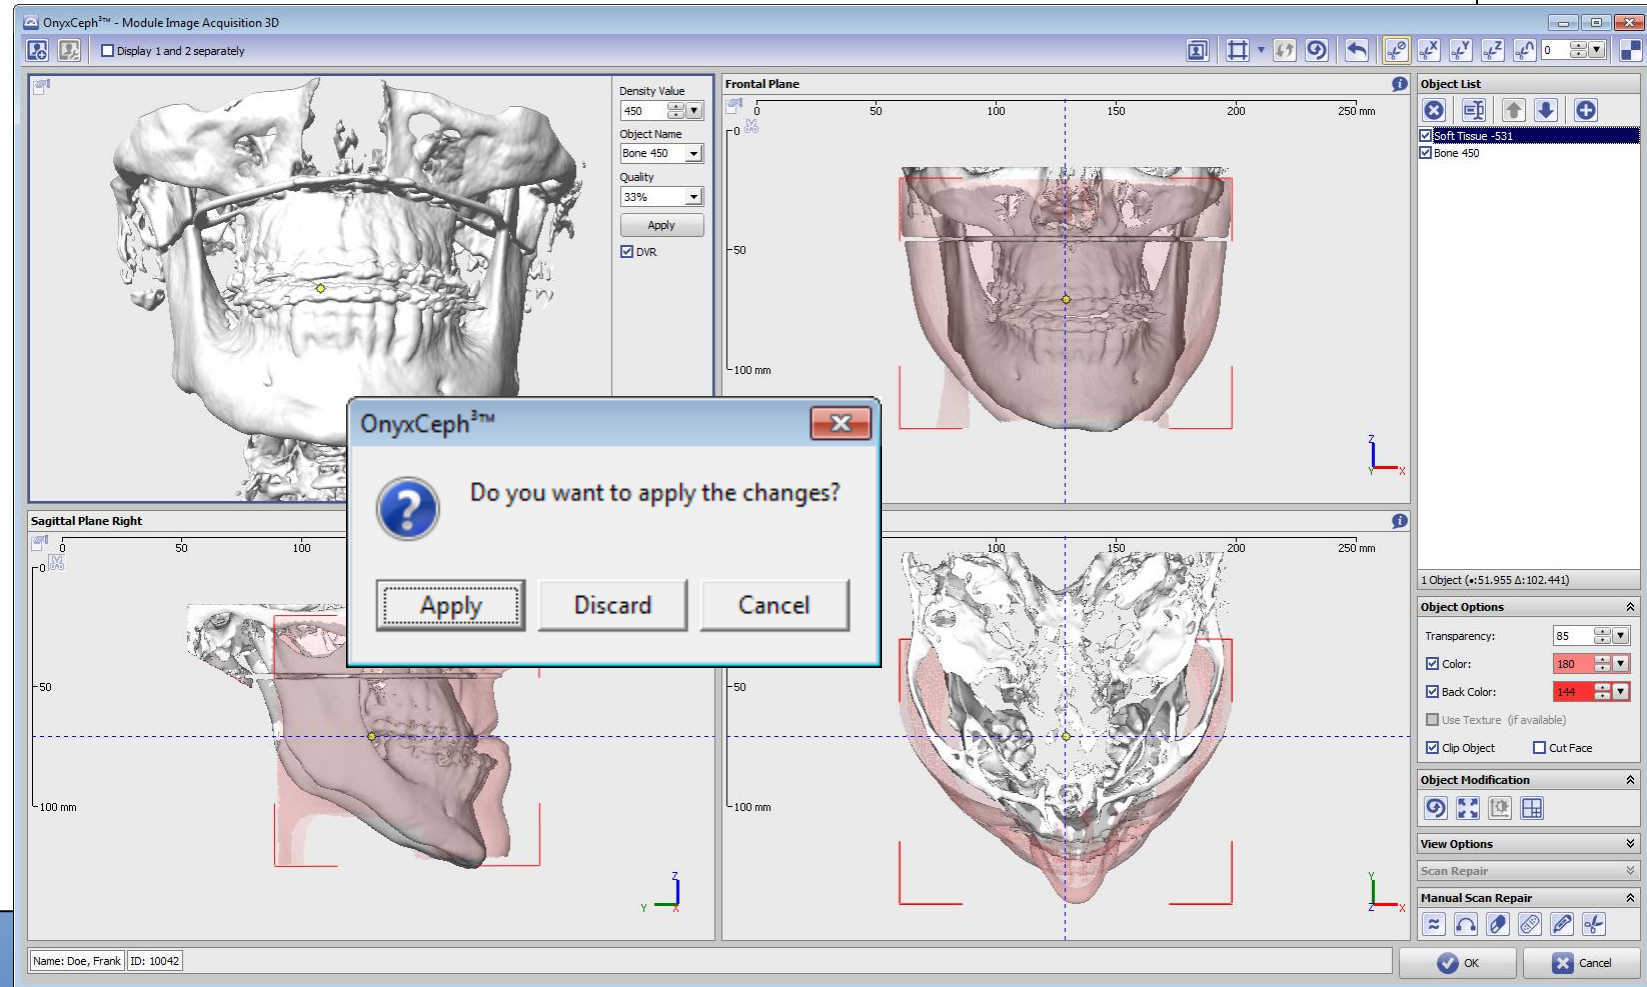 OnyxCeph³™ - Module Image Acquisition 3D
Display 1 and 2 separately
0
Density Value
450
Object Name
Bone 450
Quality
33%
Apply
DVR
Frontal Plane
0 50 100 150 200 250 mm
0
50
100 mm
Z
Y X
Object List
Soft Tissue -531
Bone 450
1 Object (•:51.955 Δ:102.441)
OnyxCeph³™
Do you want to apply the changes?
Apply Discard Cancel
Sagittal Plane Right
0 50 100
0
50
100 mm
Z
Y X
100 150 200 250 mm
50
100 mm
Y
Z X
Object Options
Transparency: 85
Color: 180
Back Color: 144
Use Texture (if available)
Clip Object Cut Face
Object Modification
View Options
Scan Repair
Manual Scan Repair
Name: Doe, Frank ID: 10042
OK Cancel